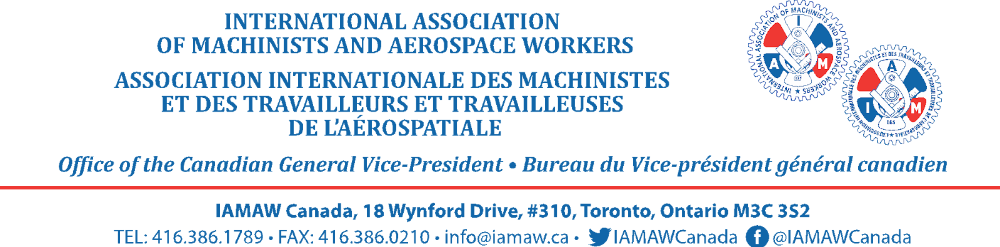 INTERNATIONAL ASSOCIATION
OF MACHINISTS AND AEROSPACE WORKERS
ASSOCIATION INTERNATIONALE DES MACHINISTES
ET DES TRAVAILLEURS ET TRAVAILLEUSES
DE L'AÉROSPATIALE
INTERNATIONAL ASSOCIATION OF MACHINISTS AND AEROSPACE WORKERS ★
I
A M
OF
L'ASSOCIATION INTERNATIONALE DES MACHINISTES ET DES TRAVAILLEURS ET TRAVAILLEUSES DE L'AÉROSPATIALE ★
A
I M
DES
Office of the Canadian General Vice-President • Bureau du Vice-président général canadien
IAMAW Canada, 18 Wynford Drive, #310, Toronto, Ontario M3C 3S2
TEL: 416.386.1789 • FAX: 416.386.0210 • info@iamaw.ca • IAMAWCanada f @IAMAWCanada